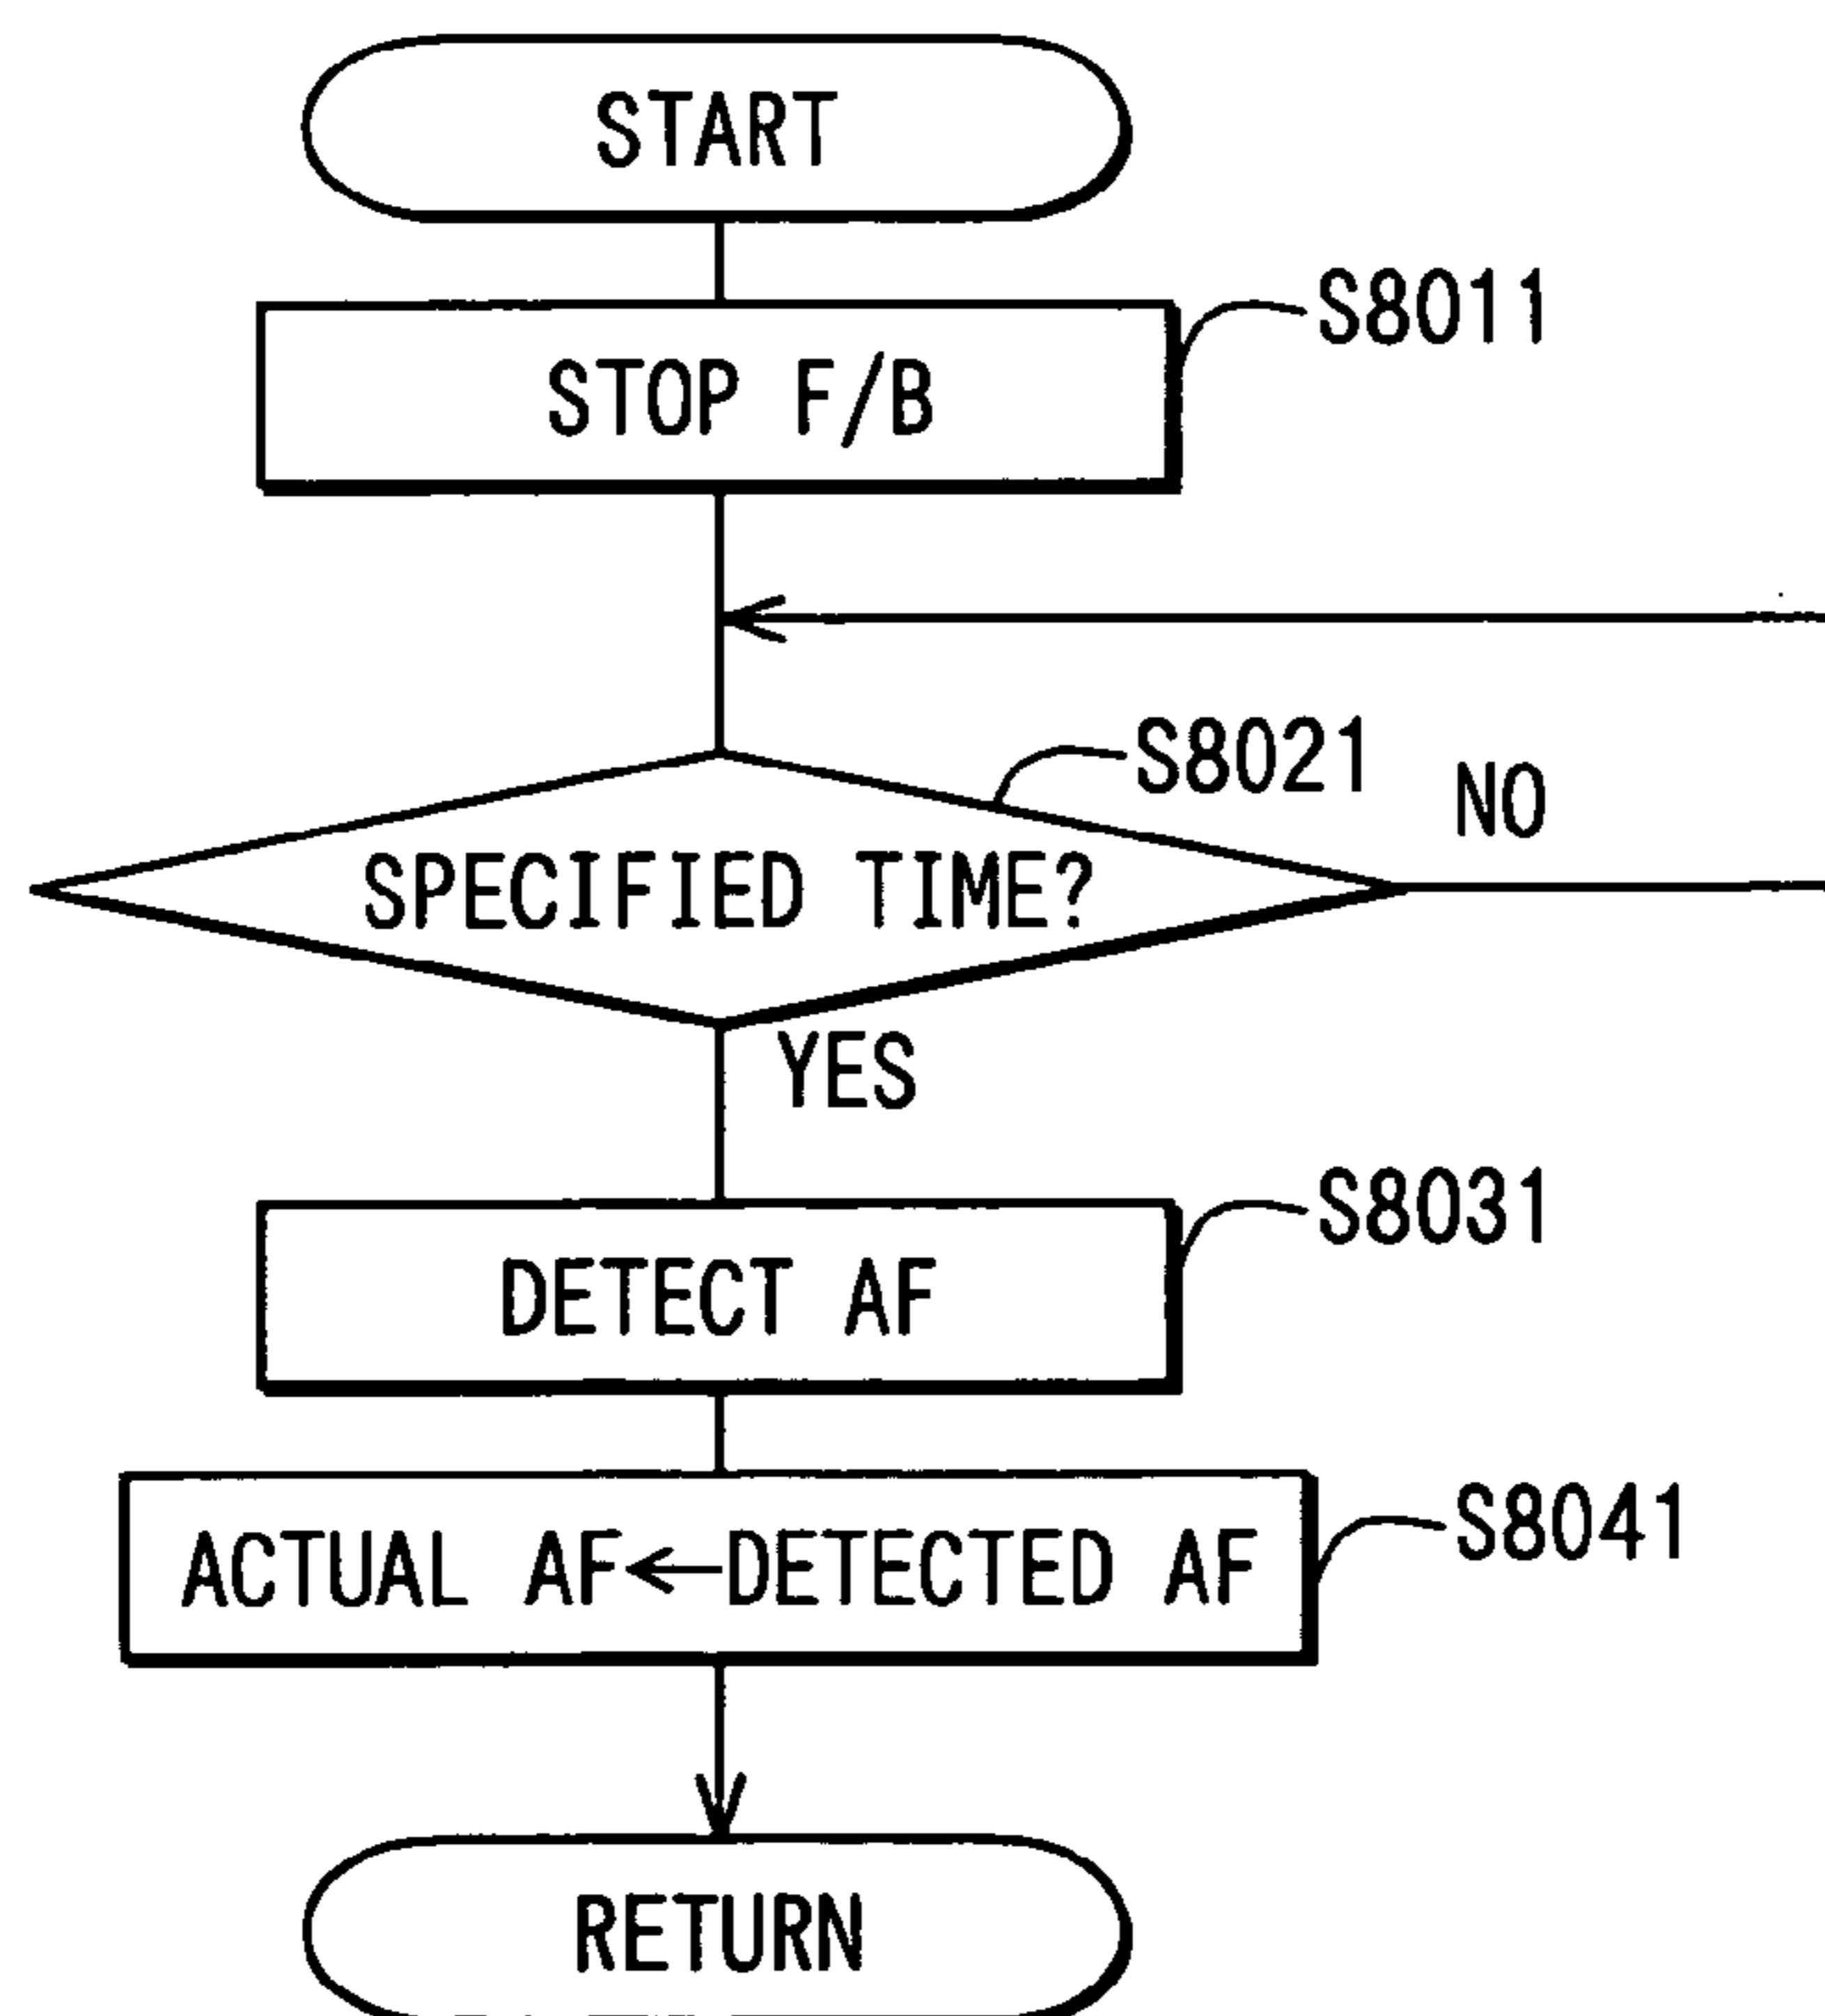 START
STOP F/B
S8011
S8021
NO
SPECIFIED TIME?
YES
DETECT AF
S8031
ACTUAL AF←DETECTED AF
S8041
RETURN